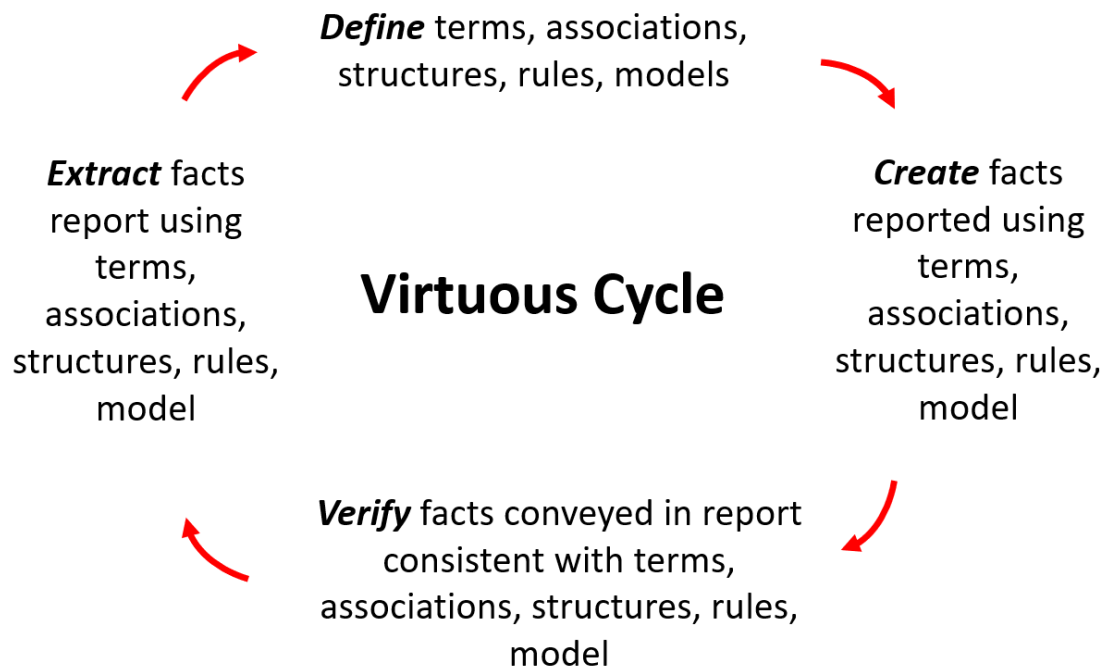 Define terms, associations,
structures, rules, models
Extract facts
report using
terms,
associations,
structures, rules,
model
Virtuous Cycle
Create facts
reported using
terms,
associations,
structures, rules,
model
Verify facts conveyed in report
consistent with terms,
associations, structures, rules,
model